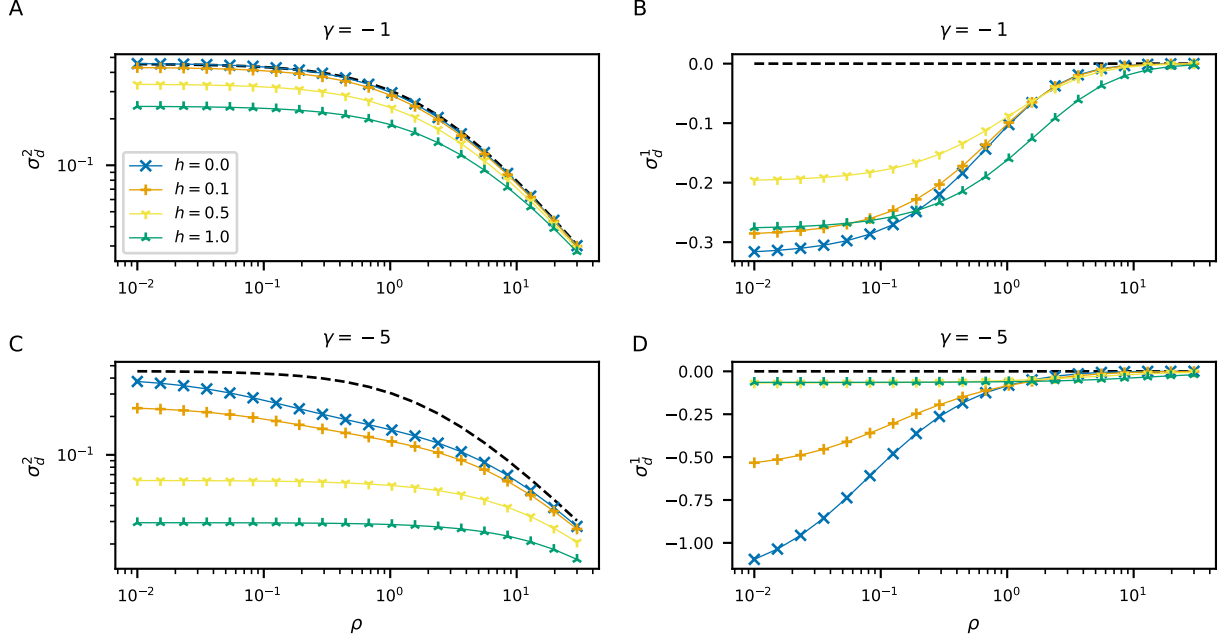 A
γ = − 1
σ_d^2
10^−1
h = 0.0
h = 0.1
h = 0.5
h = 1.0
10^−2 10^−1 10^0 10^1
B
γ = − 1
σ_d^1
0.0
−0.1
−0.2
−0.3
10^−2 10^−1 10^0 10^1
C
γ = − 5
σ_d^2
10^−1
10^−2 10^−1 10^0 10^1
ρ
D
γ = − 5
σ_d^1
0.00
−0.25
−0.50
−0.75
−1.00
10^−2 10^−1 10^0 10^1
ρ